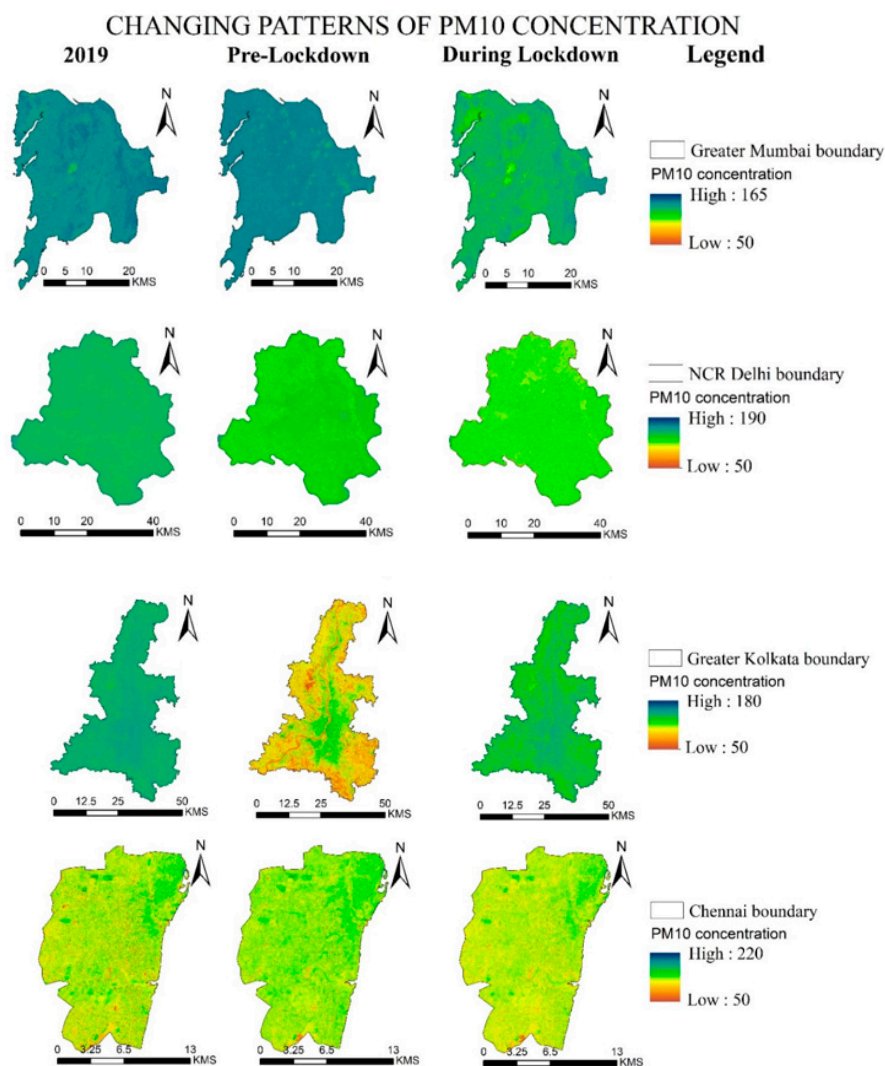 CHANGING PATTERNS OF PM10 CONCENTRATION
2019 Pre-Lockdown During Lockdown Legend
N N N
Greater Mumbai boundary
PM10 concentration
High : 165
Low : 50
0 5 10 20 KMS
0 5 10 20 KMS
0 5 10 20 KMS
N N N
NCR Delhi boundary
PM10 concentration
High : 190
Low : 50
0 10 20 40 KMS
0 10 20 40 KMS
0 10 20 40 KMS
N N N
Greater Kolkata boundary
PM10 concentration
High : 180
Low : 50
0 12.5 25 50 KMS
0 12.5 25 50 KMS
0 12.5 25 50 KMS
N N N
Chennai boundary
PM10 concentration
High : 220
Low : 50
0 3.25 6.5 13 KMS
0 3.25 6.5 13 KMS
0 3.25 6.5 13 KMS